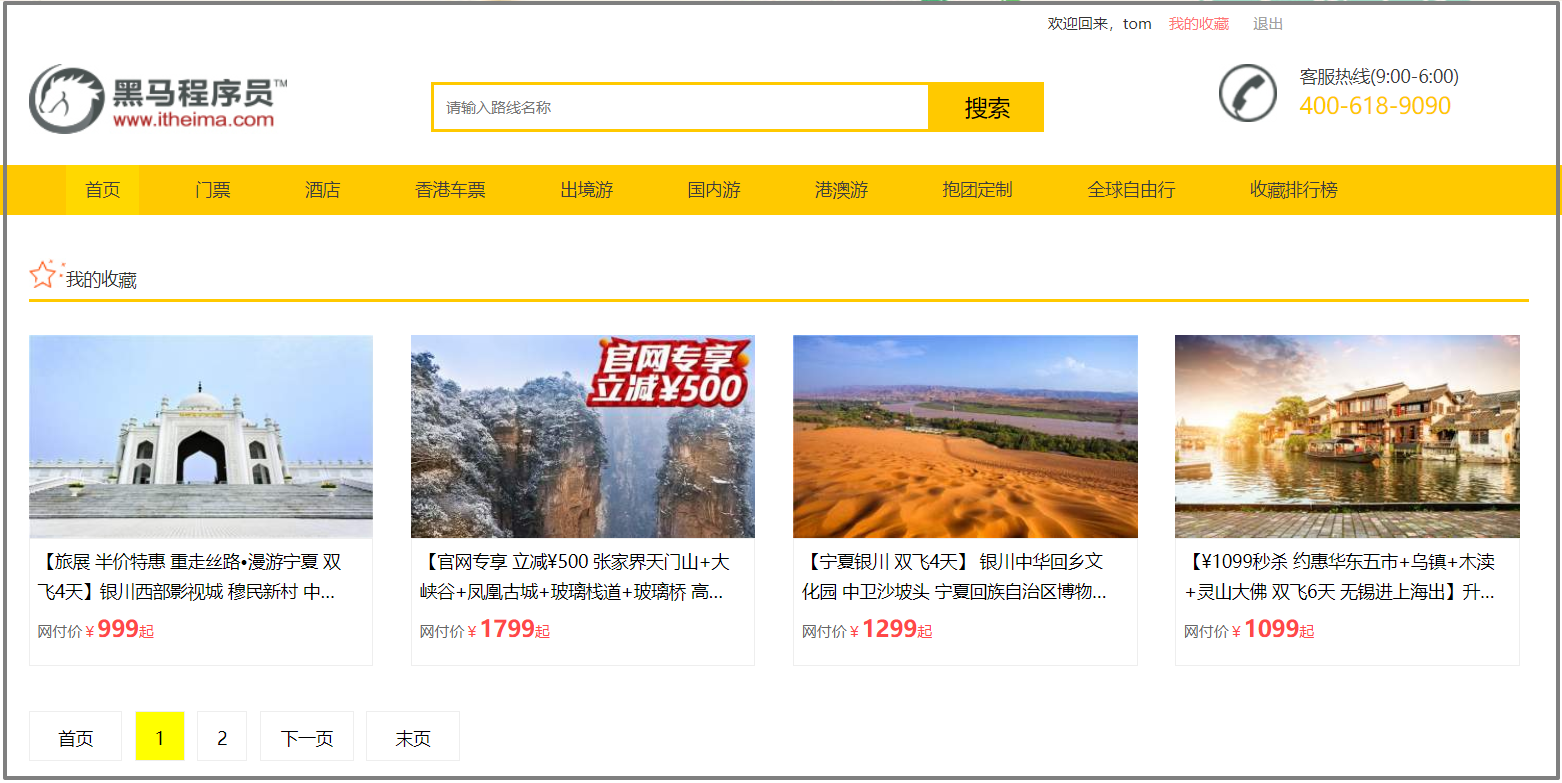 欢迎回来，tom 我的收藏 退出
黑马程序员TM
www.itheima.com
请输入路线名称 搜索
客服热线(9:00-6:00)
400-618-9090
首页 门票 酒店 香港车票 出境游 国内游 港澳游 抱团定制 全球自由行 收藏排行榜
我的收藏
官网专享
立减¥500
【旅展 半价特惠 重走丝路•漫游宁夏 双
飞4天】银川西部影视城 穆民新村 中...
网付价￥999起
【官网专享 立减¥500 张家界天门山+大
峡谷+凤凰古城+玻璃栈道+玻璃桥 高...
网付价￥1799起
【宁夏银川 双飞4天】 银川中华回乡文
化园 中卫沙坡头 宁夏回族自治区博物...
网付价￥1299起
【¥1099秒杀 约惠华东五市+乌镇+木渎
+灵山大佛 双飞6天 无锡进上海出】升...
网付价￥1099起
首页 1 2 下一页 末页